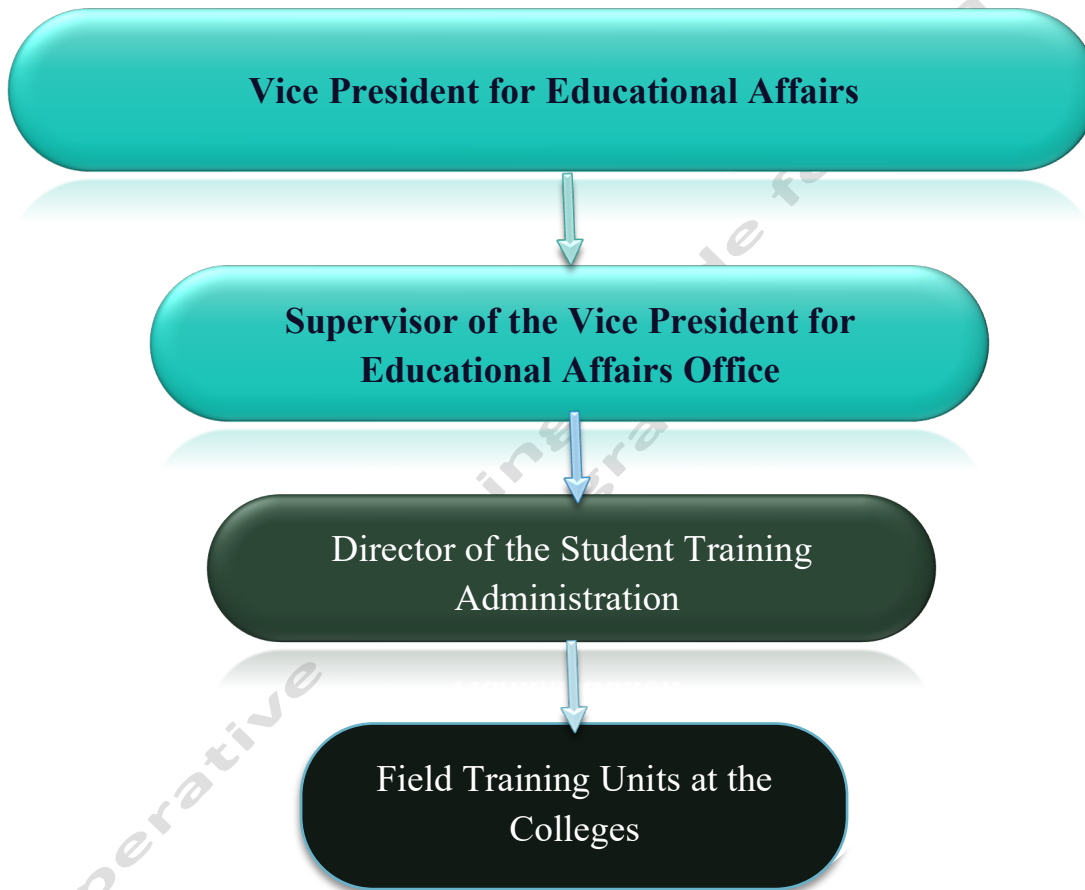 Vice President for Educational Affairs
Supervisor of the Vice President for
Educational Affairs Office
Director of the Student Training
Administration
Field Training Units at the
Colleges